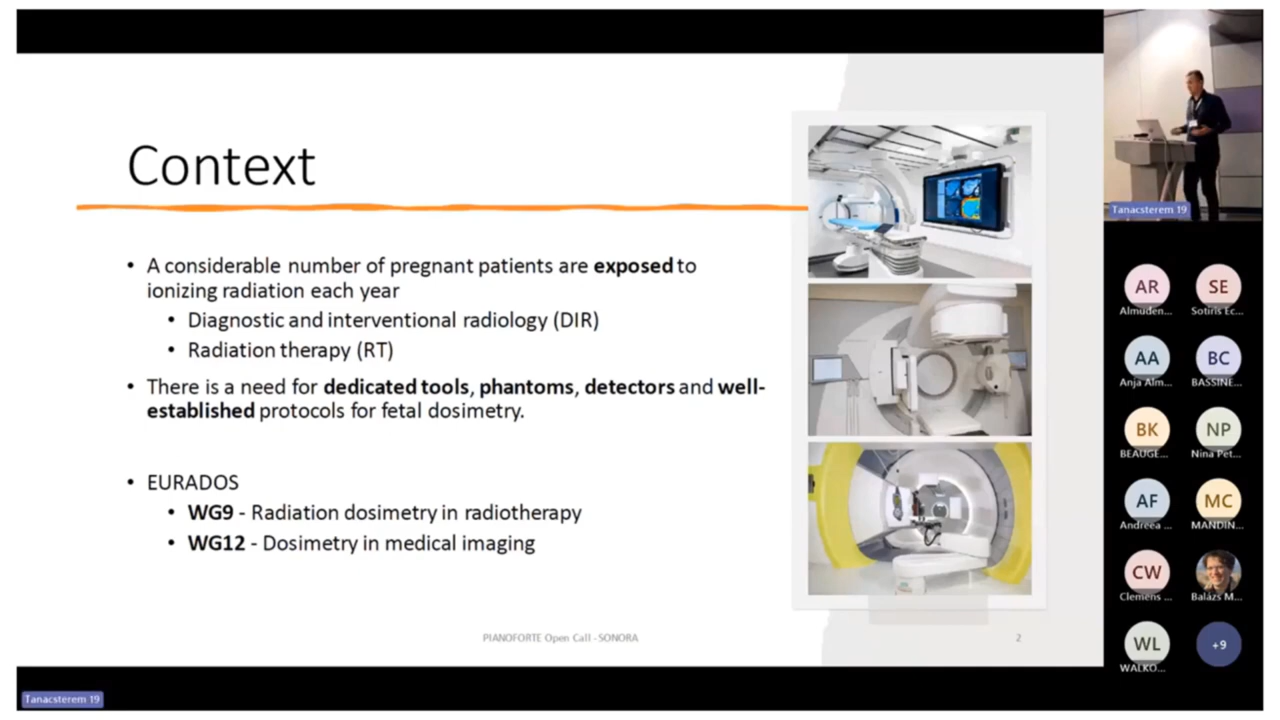 Context
• A considerable number of pregnant patients are exposed to
ionizing radiation each year
• Diagnostic and interventional radiology (DIR)
• Radiation therapy (RT)
• There is a need for dedicated tools, phantoms, detectors and well-
established protocols for fetal dosimetry.
• EURADOS
• WG9 - Radiation dosimetry in radiotherapy
• WG12 - Dosimetry in medical imaging
PIANOFORTE Open Call - SONORA
2
Tanacsterem 19
Tanacsterem 19
AR
SE
Almuden...
Sotiris Ec...
AA
BC
Anja Alm...
BASSINE...
BK
NP
BEAUGE...
Nina Pet...
AF
MC
Andreea ...
MANDIN...
CW
Clemens ...
Balázs M...
WL
+9
WALKO...